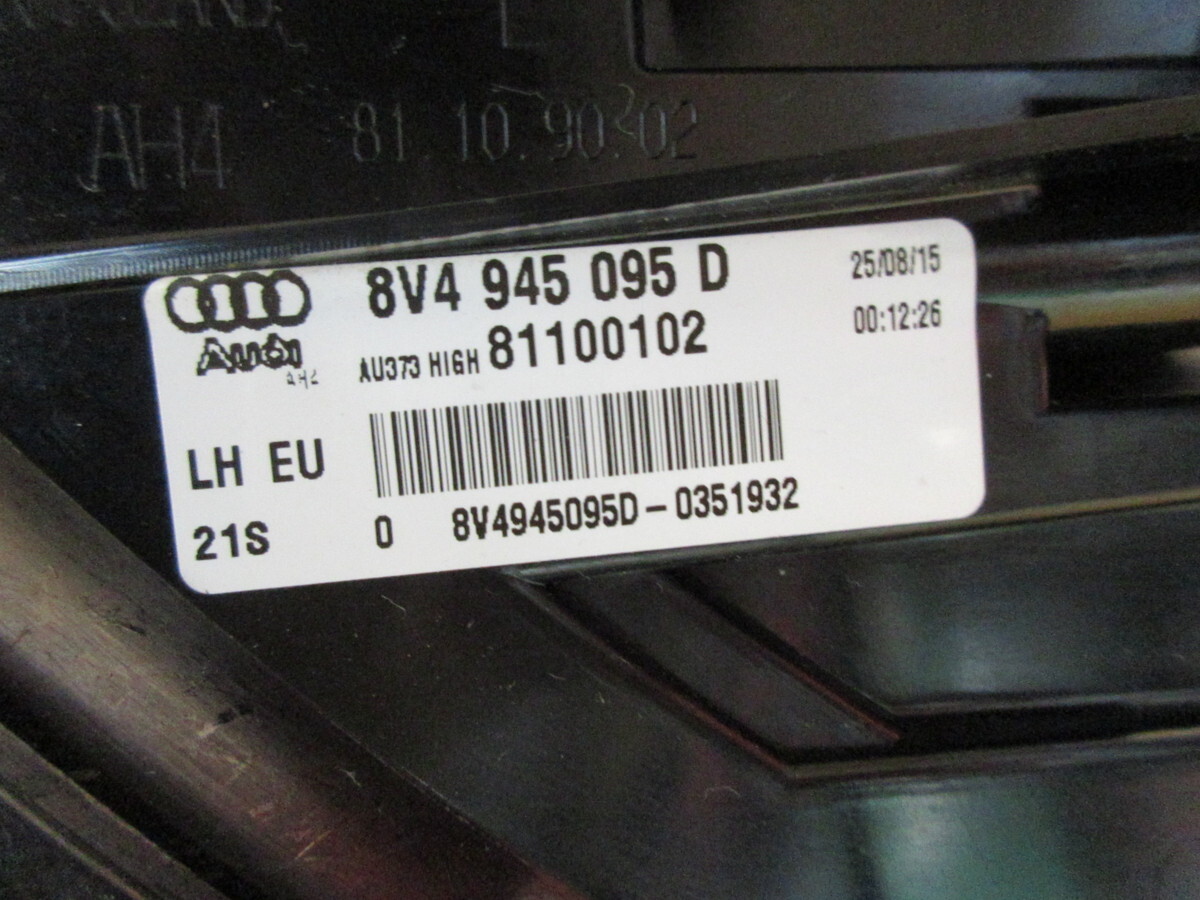 AH4 81 10 90 02
8V4 945 095 D
25/08/15
Audi
AU373 HIGH 81100102
00:12:26
LH EU
21S
0 8V4945095D-0351932